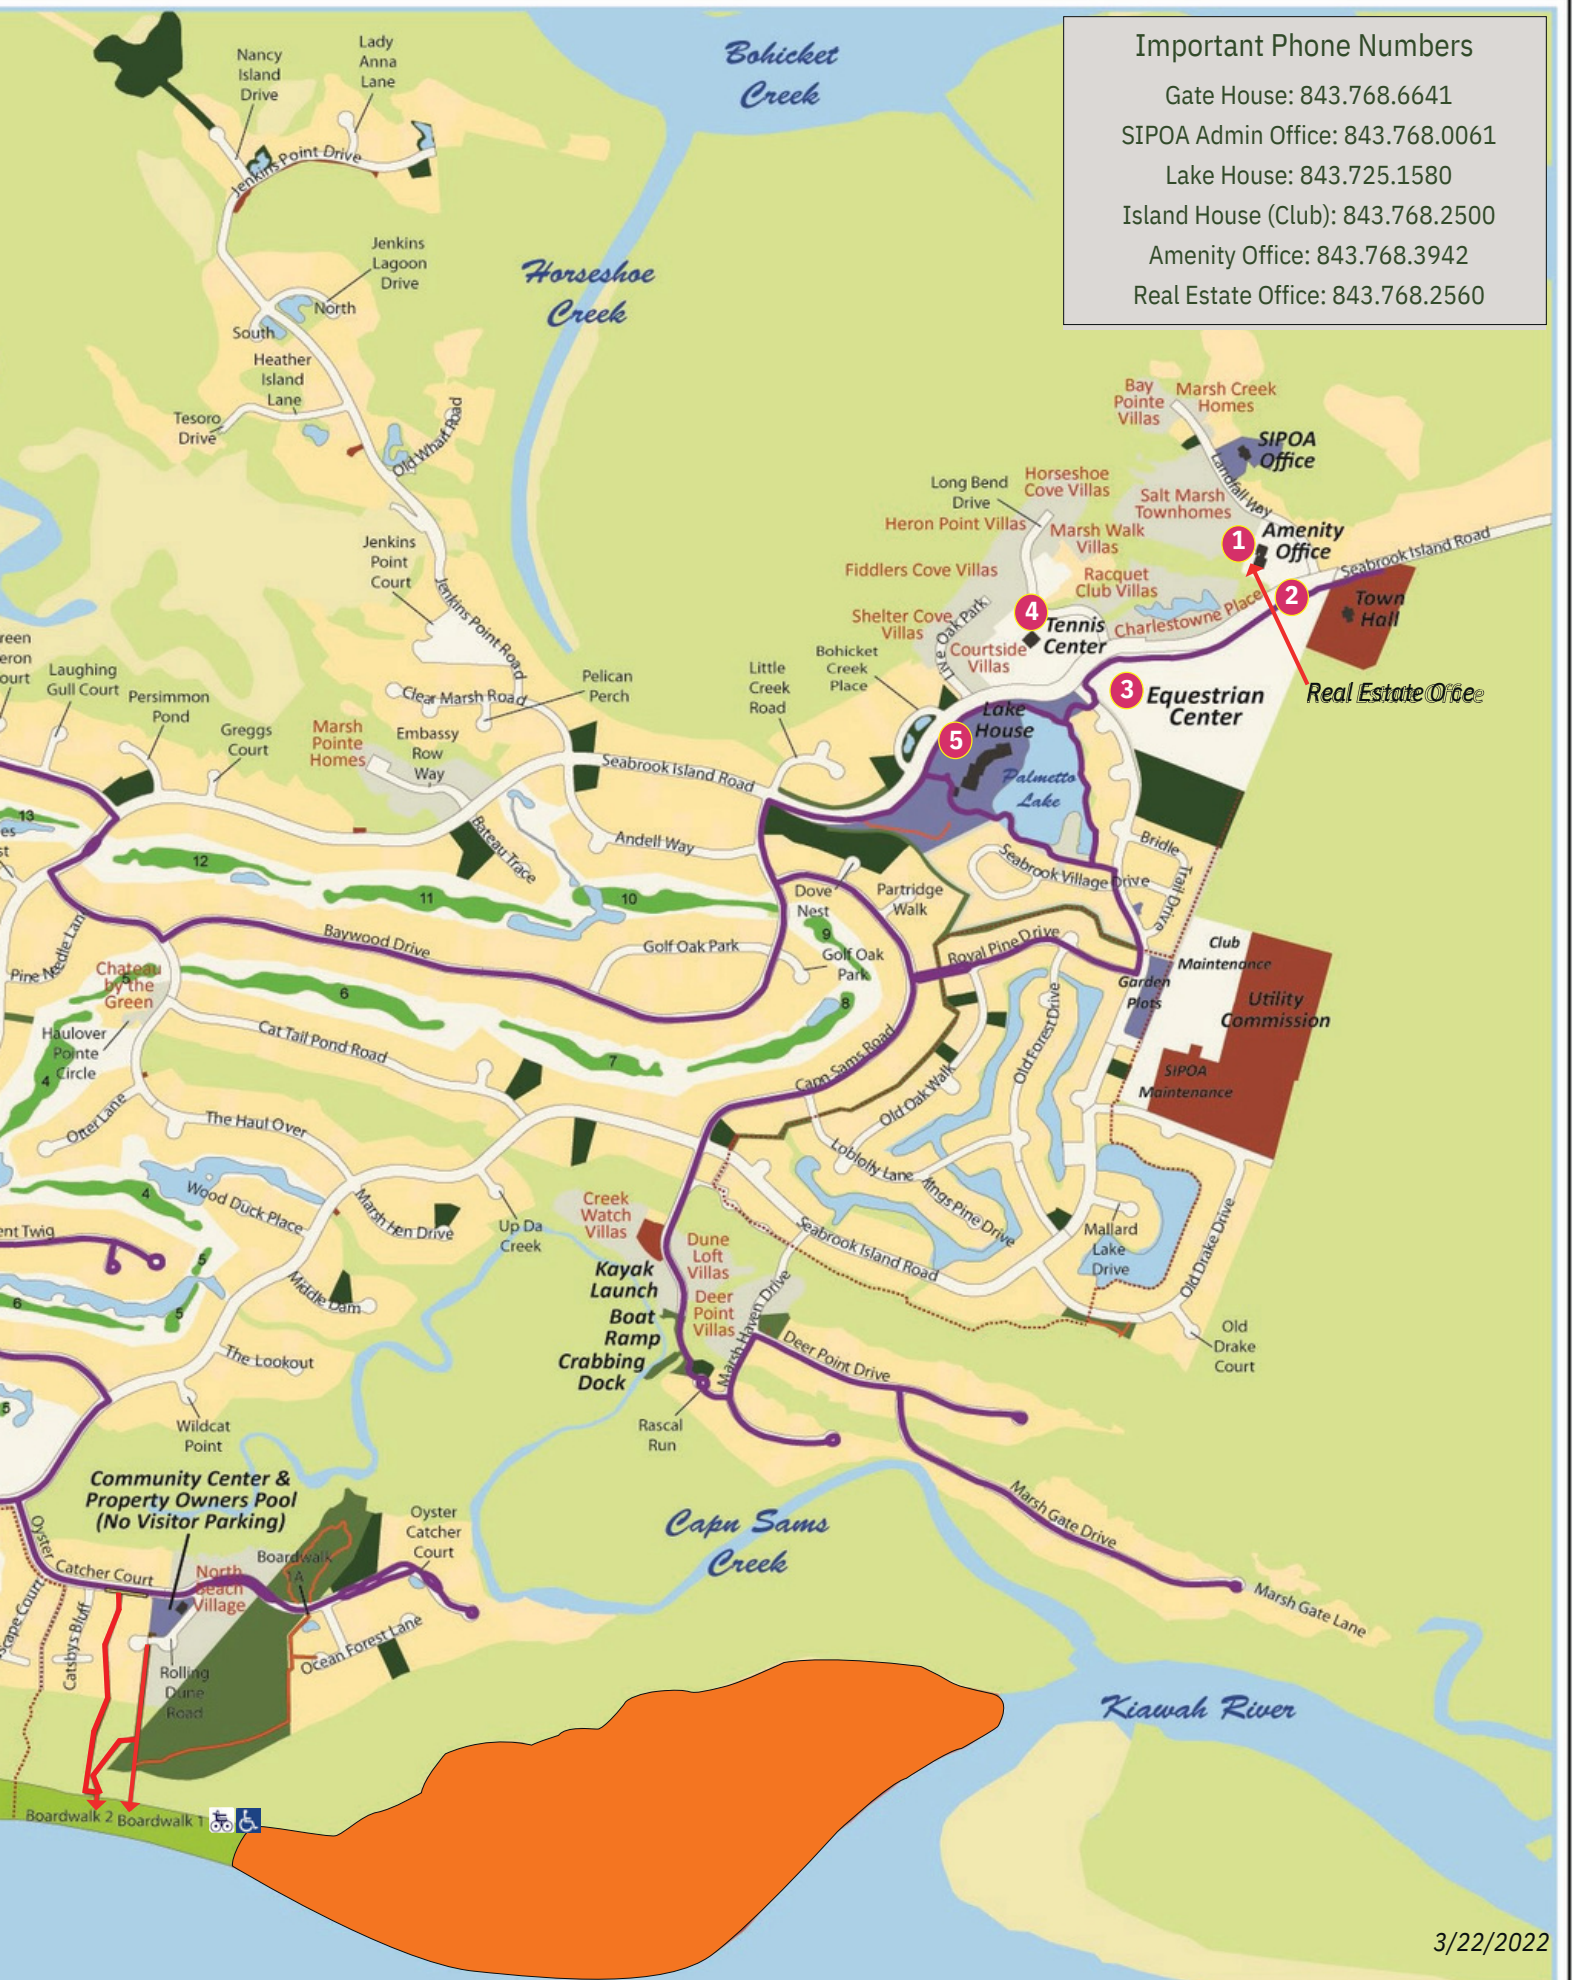 Important Phone Numbers
Gate House: 843.768.6641
SIPOA Admin Office: 843.768.0061
Lake House: 843.725.1580
Island House (Club): 843.768.2500
Amenity Office: 843.768.3942
Real Estate Office: 843.768.2560
Bohicket
Creek
Nancy
Island
Drive
Lady
Anna
Lane
Jenkins Point Drive
Jenkins
Lagoon
Drive
North
South
Horseshoe
Creek
Heather
Island
Lane
Tesoro
Drive
Old Wharf Road
Bay
Pointe
Villas
Marsh Creek
Homes
SIPOA
Office
Landfall Way
Long Bend
Drive
Horseshoe
Cove Villas
Salt Marsh
Townhomes
Heron Point Villas
Marsh Walk
Villas
1
Amenity
Office
Seabrook Island Road
Jenkins
Point
Court
Jenkins Point Road
Fiddlers Cove Villas
Racquet
Club Villas
2
Town
Hall
Charlestowne Place
4
Tennis
Center
Shelter Cove
Villas
Live Oak Park
Courtside
Villas
Bohicket
Creek
Place
Laughing
Gull Court
Persimmon
Pond
Greggs
Court
Marsh
Pointe
Homes
Clear Marsh Road
Pelican
Perch
Embassy
Row
Way
Little
Creek
Road
3
Equestrian
Center
Real Estate Office
Lake
House
5
Palmetto
Lake
Seabrook Island Road
Bateau Trace
Andell Way
13
12
11
10
Seabrook Village Drive
Bridle
Trail Drive
Dove
Nest
Partridge
Walk
9
Golf Oak Park
Golf Oak
Park
8
Royal Pine Drive
Baywood Drive
Pine Needle Lane
Chateau
by the
Green
5
6
7
Club
Maintenance
Garden
Plots
Utility
Commission
SIPOA
Maintenance
Haulover
Pointe
Circle
4
Cat Tail Pond Road
Capn Sams Road
Old Forest Drive
Old Oak Walk
Otter Lane
The Haul Over
Loblolly Lane
Kings Pine Drive
4
Wood Duck Place
Marsh Hen Drive
Up Da
Creek
Creek
Watch
Villas
Dune
Loft
Villas
Seabrook Island Road
Mallard
Lake
Drive
Old Drake Drive
5
6
5
Middle Dam
Kayak
Launch
Boat
Ramp
Crabbing
Dock
Deer
Point
Villas
Marsh Haven Drive
Deer Point Drive
Old
Drake
Court
The Lookout
5
Wildcat
Point
Rascal
Run
Community Center &
Property Owners Pool
(No Visitor Parking)
Oyster
Catcher Court
Boardwalk
1A
Oyster
Catcher
Court
North
Beach
Village
Capn Sams
Creek
Marsh Gate Drive
Marsh Gate Lane
Catsbys Bluff
Rolling
Dune
Road
Ocean Forest Lane
Kiawah River
Boardwalk 2
Boardwalk 1
3/22/2022